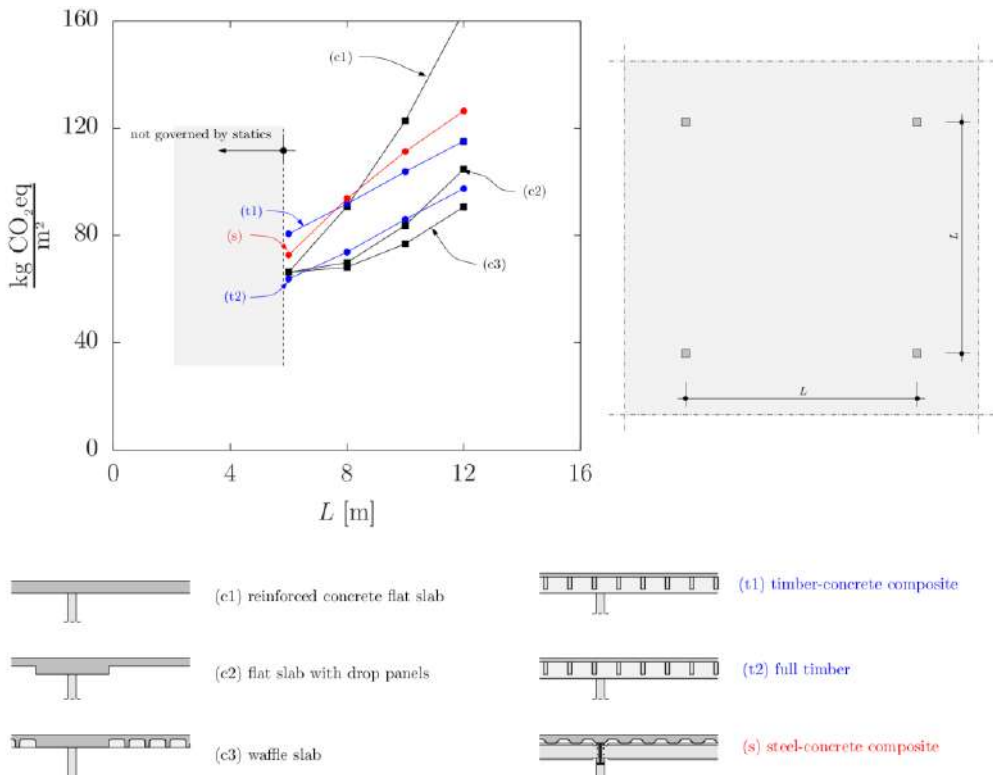 160
120
80
40
0
kg CO₂eq
m²
0 4 8 12 16
L [m]
not governed by statics
(c1)
(t1)
(s)
(t2)
(c2)
(c3)
L
L
(c1) reinforced concrete flat slab
(c2) flat slab with drop panels
(c3) waffle slab
(t1) timber-concrete composite
(t2) full timber
(s) steel-concrete composite